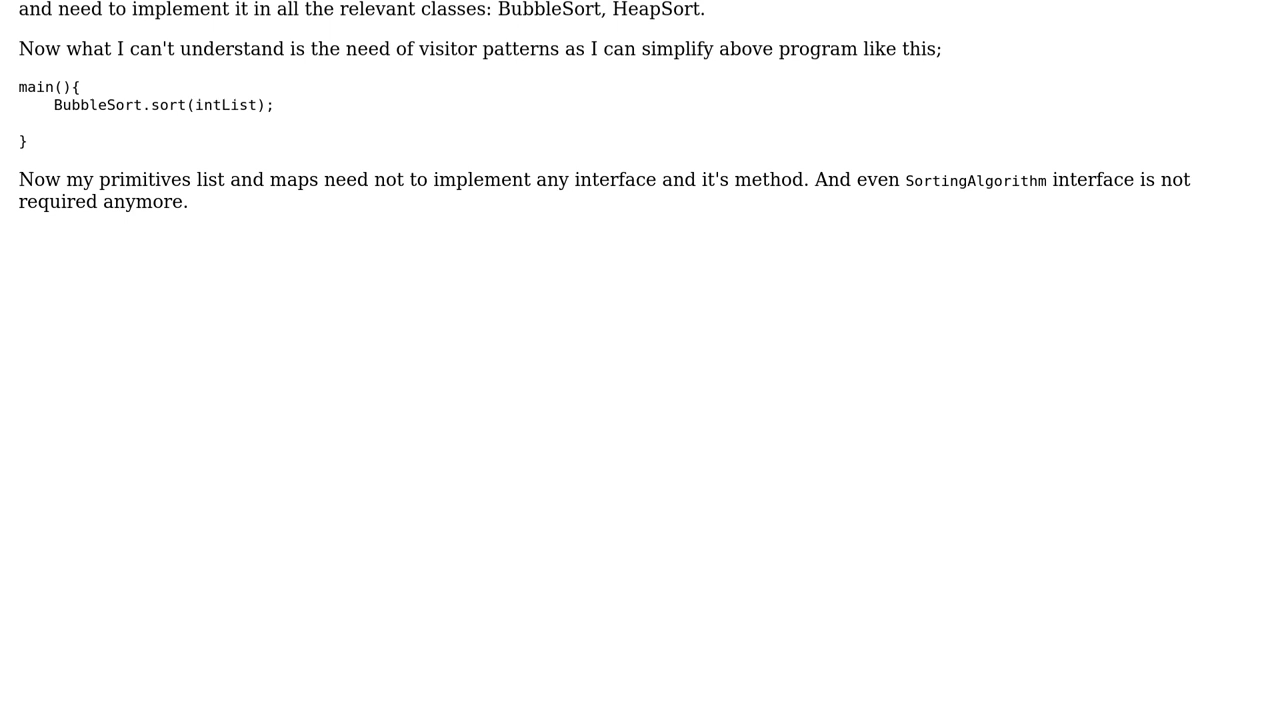 and need to implement it in all the relevant classes: BubbleSort, HeapSort.
Now what I can't understand is the need of visitor patterns as I can simplify above program like this;
main(){
    BubbleSort.sort(intList);
}
Now my primitives list and maps need not to implement any interface and it's method. And even SortingAlgorithm interface is not
required anymore.